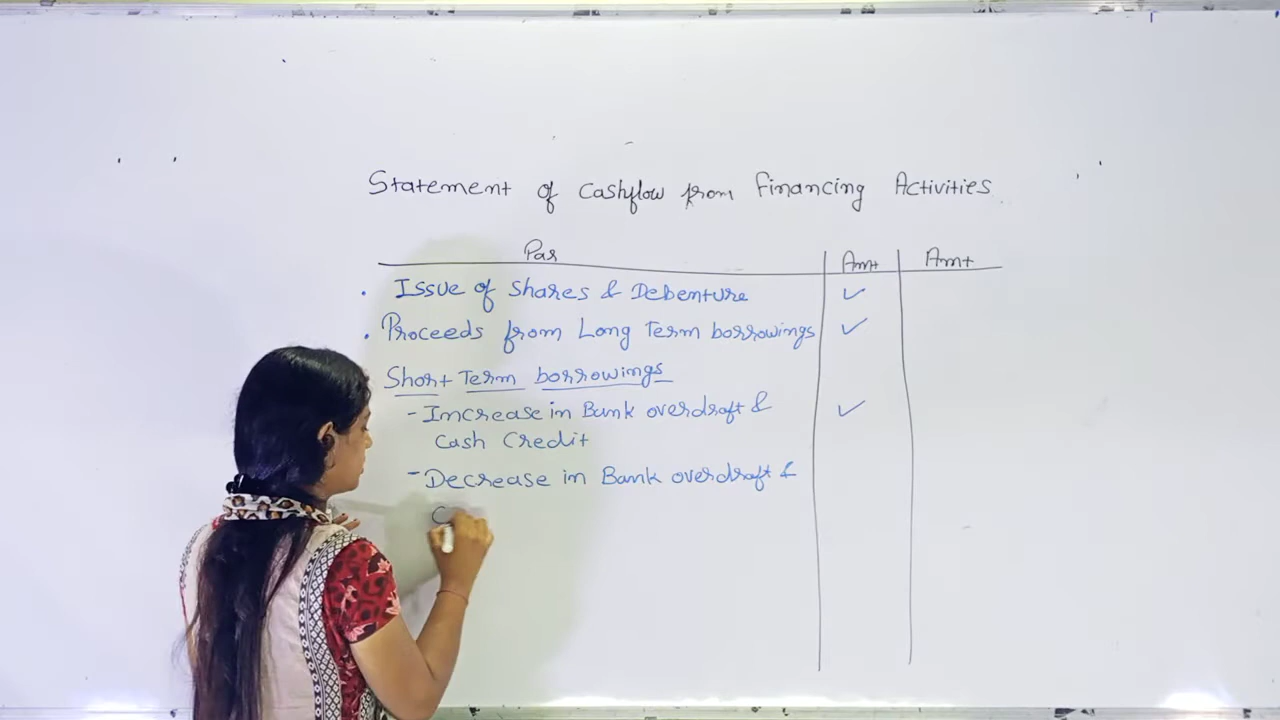 Statement of Cashflow from Financing Activities
Par Amt Amt
• Issue of Shares & Debenture ✓
• Proceeds from Long Term borrowings ✓
Short Term borrowings
- Increase in Bank overdraft & ✓
Cash Credit
- Decrease in Bank overdraft &
C